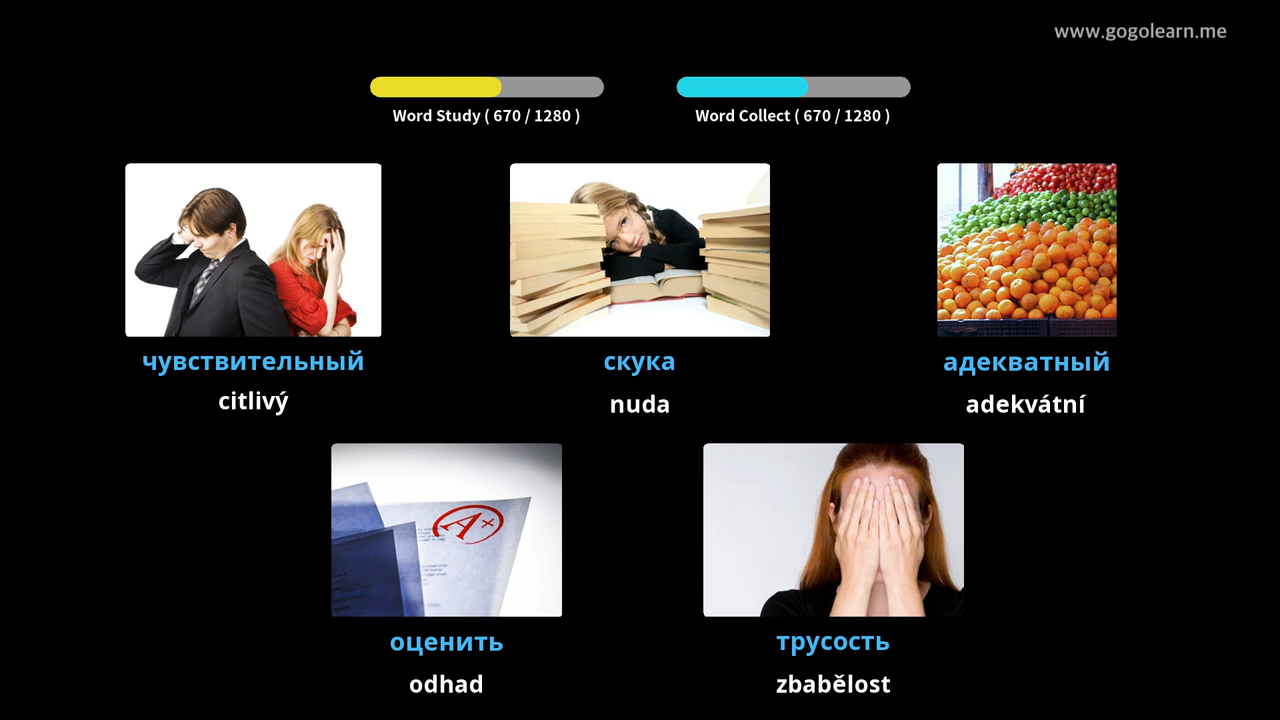 www.gogolearn.me
Word Study ( 670 / 1280 )
Word Collect ( 670 / 1280 )
чувствительный
citlivý
скука
nuda
адекватный
adekvátní
A+
оценить
odhad
трусость
zbabělost